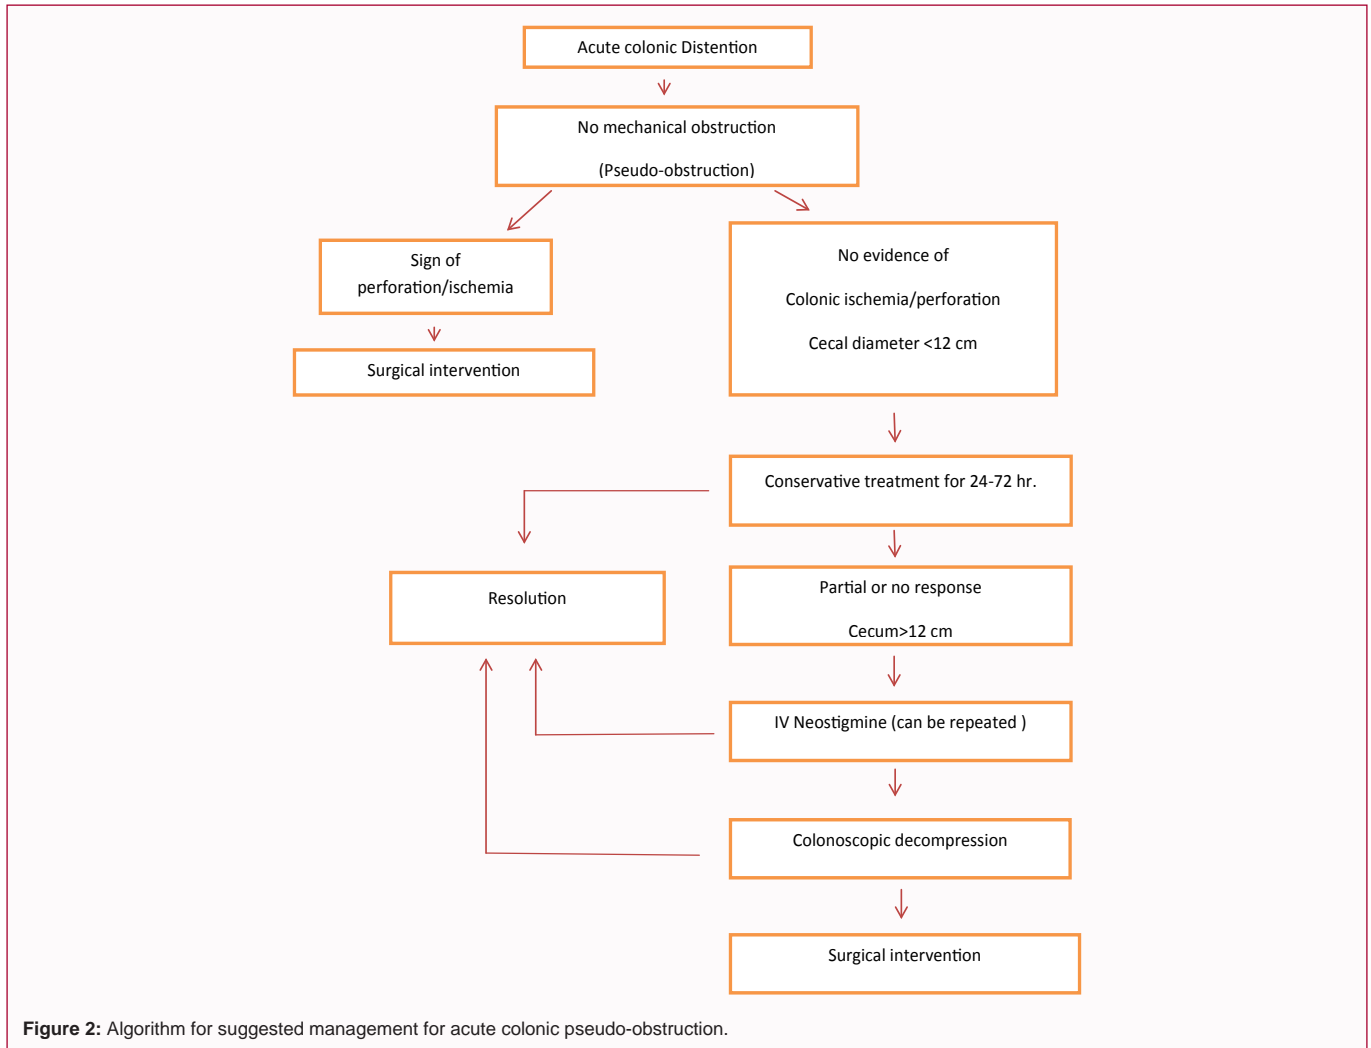 Acute colonic Distention
No mechanical obstruction
(Pseudo-obstruction)
Sign of
perforation/ischemia
Surgical intervention
No evidence of
Colonic ischemia/perforation
Cecal diameter <12 cm
Conservative treatment for 24-72 hr.
Resolution
Partial or no response
Cecum>12 cm
IV Neostigmine (can be repeated )
Colonoscopic decompression
Surgical intervention
Figure 2: Algorithm for suggested management for acute colonic pseudo-obstruction.